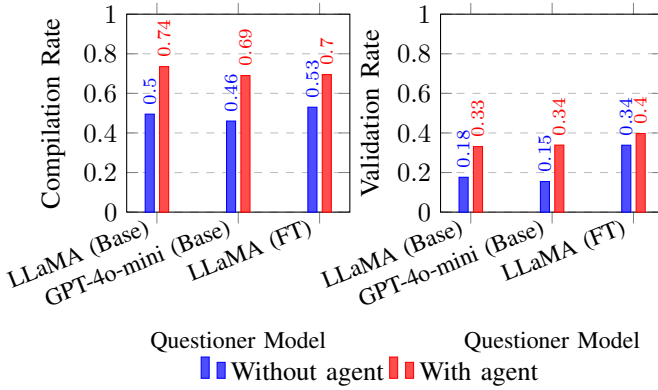 Compilation Rate
1
0.8
0.6
0.4
0.2
0
0.5
0.74
0.46
0.69
0.53
0.7
LLaMA (Base)
GPT-4o-mini (Base)
LLaMA (FT)
Questioner Model
Validation Rate
1
0.8
0.6
0.4
0.2
0
0.18
0.33
0.15
0.34
0.34
0.4
LLaMA (Base)
GPT-4o-mini (Base)
LLaMA (FT)
Questioner Model
Without agent With agent